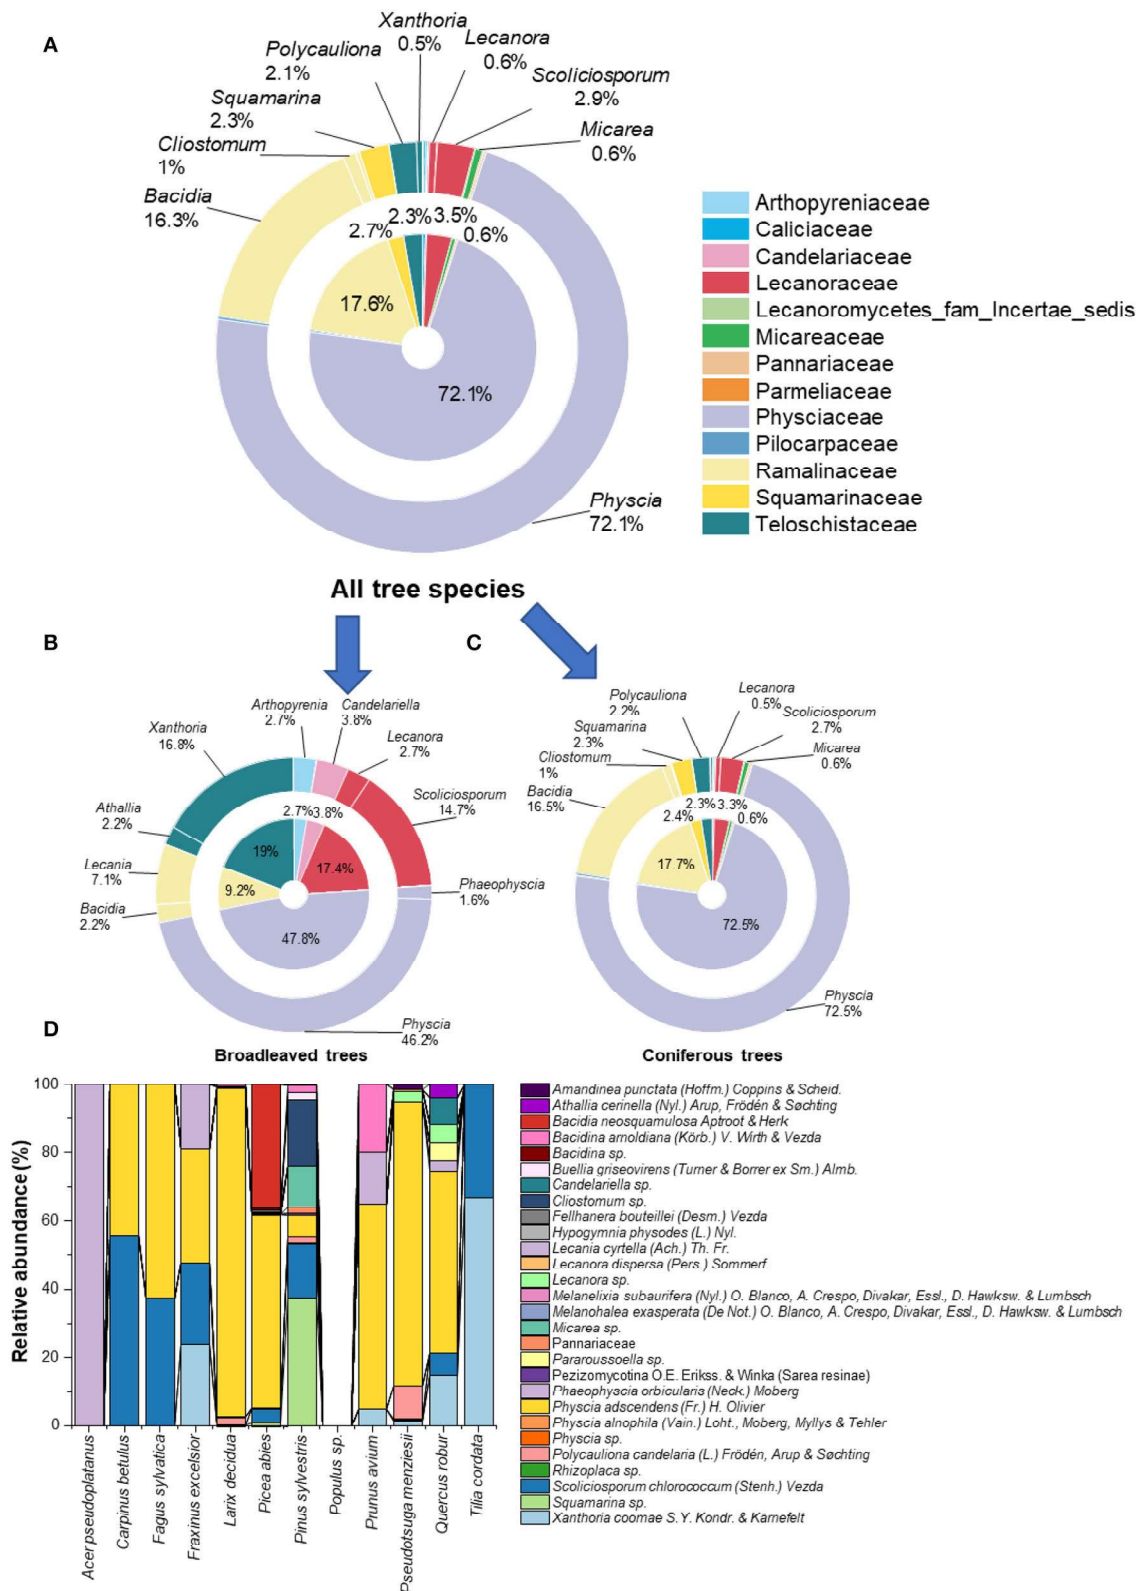 A
Xanthoria
0.5%
Lecanora
0.6%
Polycauliona
2.1%
Scoliciosporum
2.9%
Squamarina
2.3%
Micarea
0.6%
Cliostomum
1%
Bacidia
16.3%
2.7%
2.3%
3.5%
0.6%
17.6%
72.1%
Physcia
72.1%
Arthopyreniaceae
Caliciaceae
Candelariaceae
Lecanoraceae
Lecanoromycetes_fam_Incertae_sedis
Micareaceae
Pannariaceae
Parmeliaceae
Physciaceae
Pilocarpaceae
Ramalinaceae
Squamarinaceae
Teloschistaceae
All tree species
B
Arthopyrenia
2.7%
Candelariella
3.8%
Xanthoria
16.8%
Lecanora
2.7%
Scoliciosporum
14.7%
Athallia
2.2%
Lecania
7.1%
Bacidia
2.2%
Phaeophyscia
1.6%
2.7%
3.8%
19%
17.4%
9.2%
47.8%
Physcia
46.2%
Broadleaved trees
C
Polycauliona
2.2%
Lecanora
0.5%
Scoliciosporum
2.7%
Squamarina
2.3%
Micarea
0.6%
Cliostomum
1%
Bacidia
16.5%
2.4%
2.3%
3.3%
0.6%
17.7%
72.5%
Physcia
72.5%
Coniferous trees
D
Relative abundance(%)
100
80
60
40
20
0
Acerpseudoplatanus
Carpinus betulus
Fagus sylvatica
Fraxinus excelsior
Larix decidua
Picea abies
Pinus sylvestris
Populus sp.
Prunus avium
Pseudotsuga menziesii
Quercus robur
Tilia cordata
Amandinea punctata (Hoffm.) Coppins & Scheid.
Athallia cerinella (Nyl.) Arup, Frödén & Søchting
Bacidia neosquamulosa Aptroot & Herk
Bacidina arnoldiana (Körb.) V. Wirth & Vezda
Bacidina sp.
Buellia griseovirens (Turner & Borrer ex Sm.) Almb.
Candelariella sp.
Cliostomum sp.
Fellhanera bouteillei (Desm.) Vezda
Hypogymnia physodes (L.) Nyl.
Lecania cyrtella (Ach.) Th. Fr.
Lecanora dispersa (Pers.) Sommerf
Lecanora sp.
Melanelixia subaurifera (Nyl.) O. Blanco, A. Crespo, Divakar, Essl., D. Hawksw. & Lumbsch
Melanohalea exasperata (De Not.) O. Blanco, A. Crespo, Divakar, Essl., D. Hawksw. & Lumbsch
Micarea sp.
Pannariaceae
Pararoussoella sp.
Pezizomycotina O.E. Erikss. & Winka (Sarea resinae)
Phaeophyscia orbicularis (Neck.) Moberg
Physcia adscendens (Fr.) H. Olivier
Physcia alnophila (Vain.) Loht., Moberg, Myllys & Tehler
Physcia sp.
Polycauliona candelaria (L.) Frödén, Arup & Søchting
Rhizoplaca sp.
Scoliciosporum chlorococcum (Stenh.) Vezda
Squamarina sp.
Xanthoria coomae S.Y. Kondr. & Karnefelt